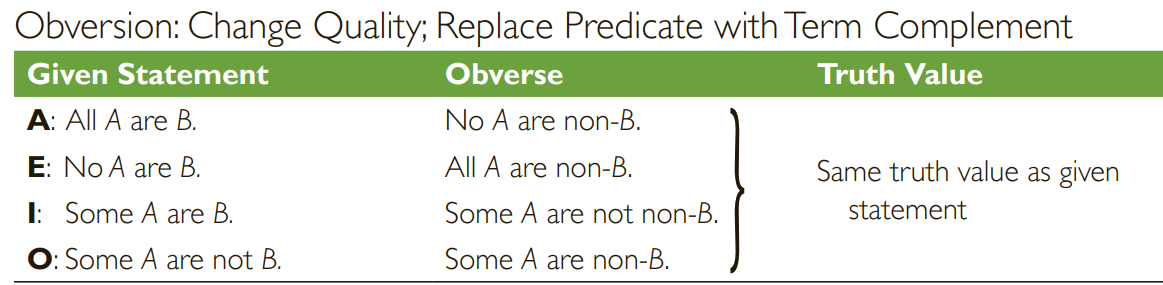 Obversion: Change Quality; Replace Predicate with Term Complement
Given Statement Obverse Truth Value
A: All A are B. No A are non-B.
E: No A are B. All A are non-B.
Same truth value as given
statement
I: Some A are B. Some A are not non-B.
O: Some A are not B. Some A are non-B.